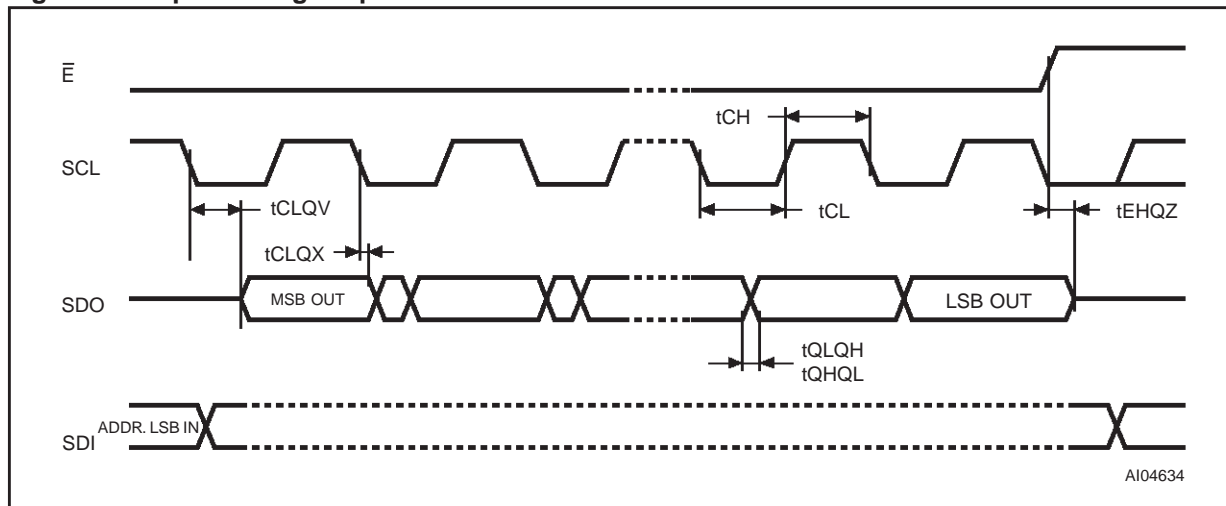 E
tCH
SCL
tCLQV
tCL
tEHQZ
tCLQX
SDO
MSB OUT
LSB OUT
tQLQH
tQHQL
ADDR. LSB IN
SDI
AI04634